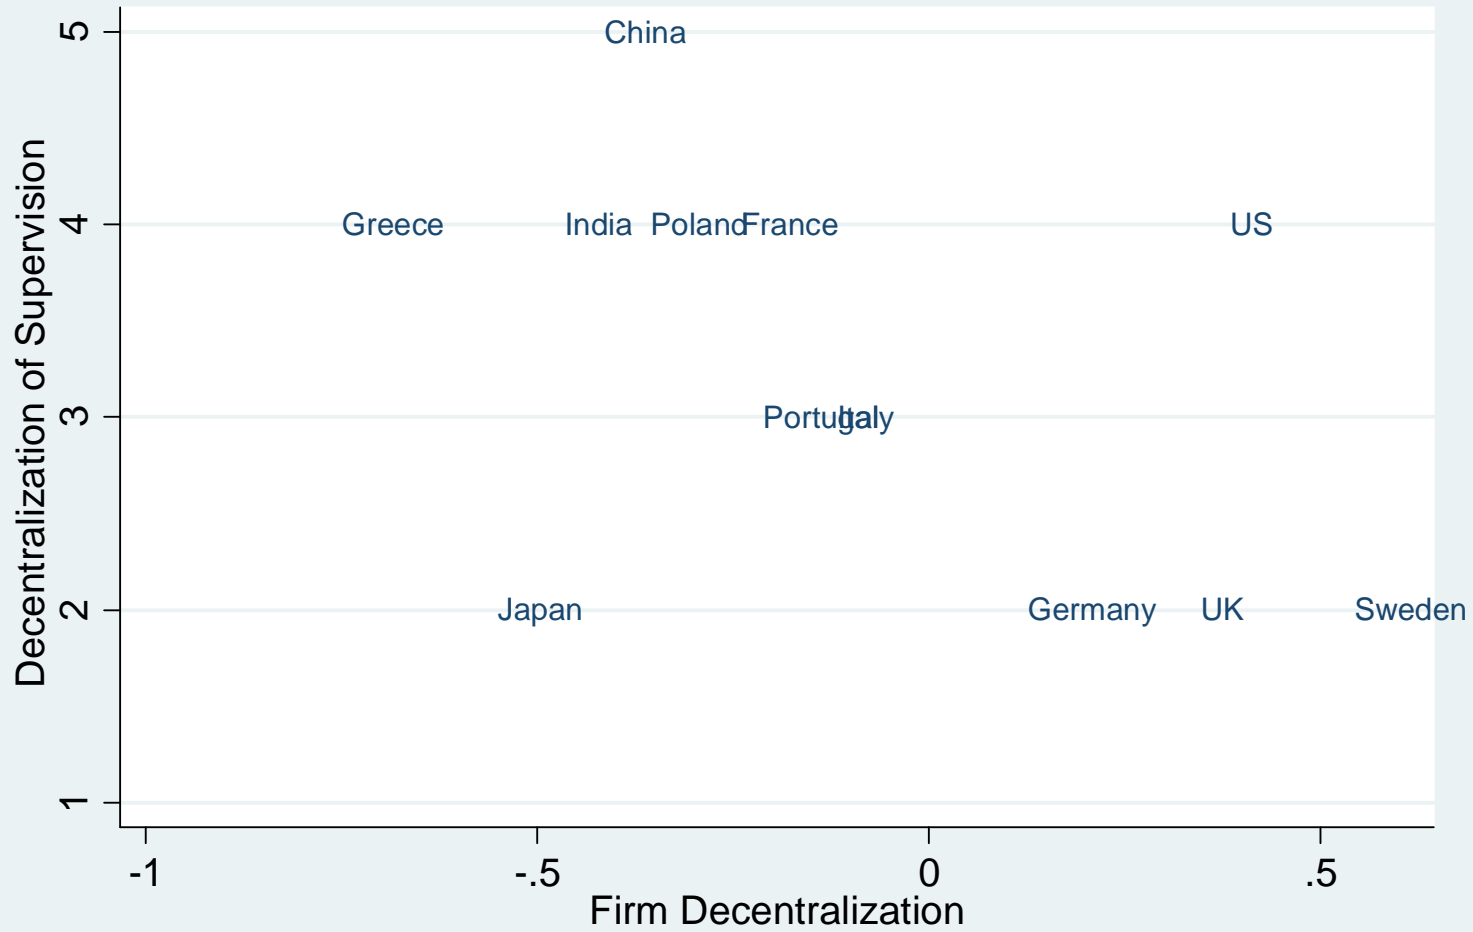 5
China
4
Greece India Poland France US
3
Portugal Italy
2
Japan Germany UK Sweden
1
-1 -.5 0 .5
Firm Decentralization
Decentralization of Supervision